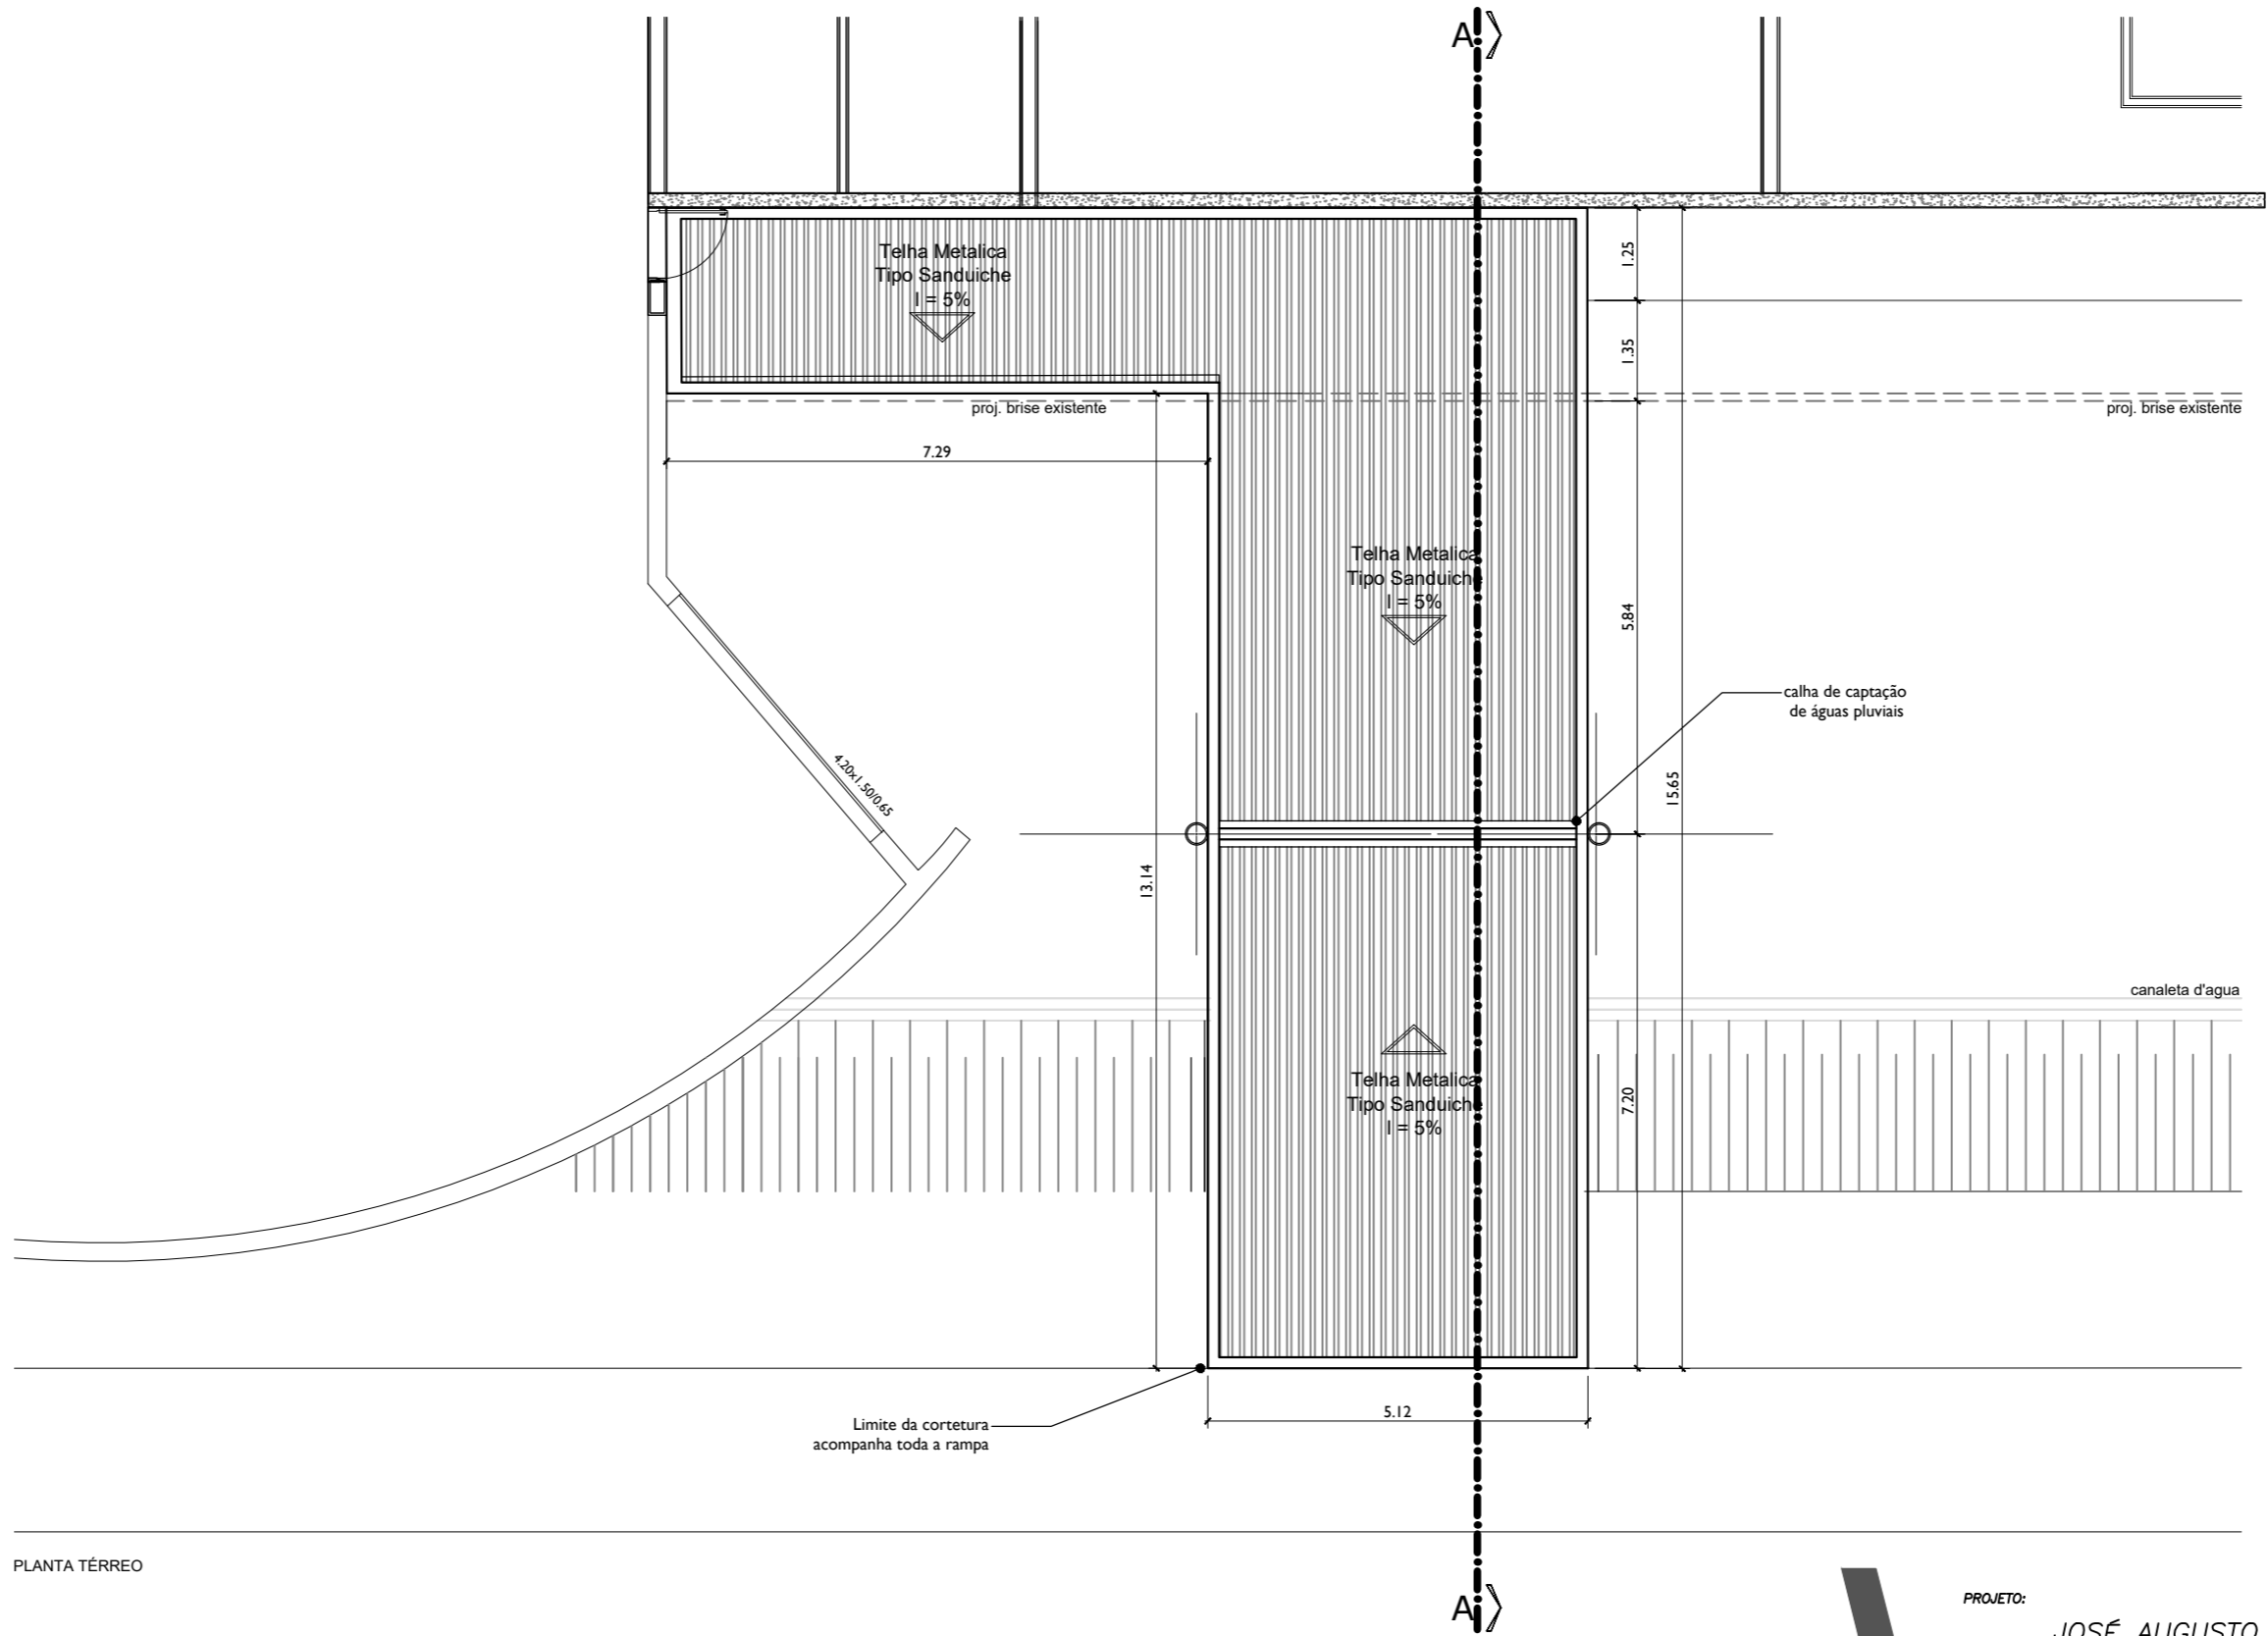 A
Telha Metalica
Tipo Sanduiche
I = 5%
1.25
1.35
proj. brise existente
proj. brise existente
7.29
Telha Metalica
Tipo Sanduiche
I = 5%
5.84
calha de captação
de águas pluviais
4.20x1.50/0.65
15.65
13.14
canaleta d'agua
Telha Metalica
Tipo Sanduiche
I = 5%
7.20
5.12
Limite da cortetura
acompanha toda a rampa
PLANTA TÉRREO
A
PROJETO:
JOSÉ AUGUSTO